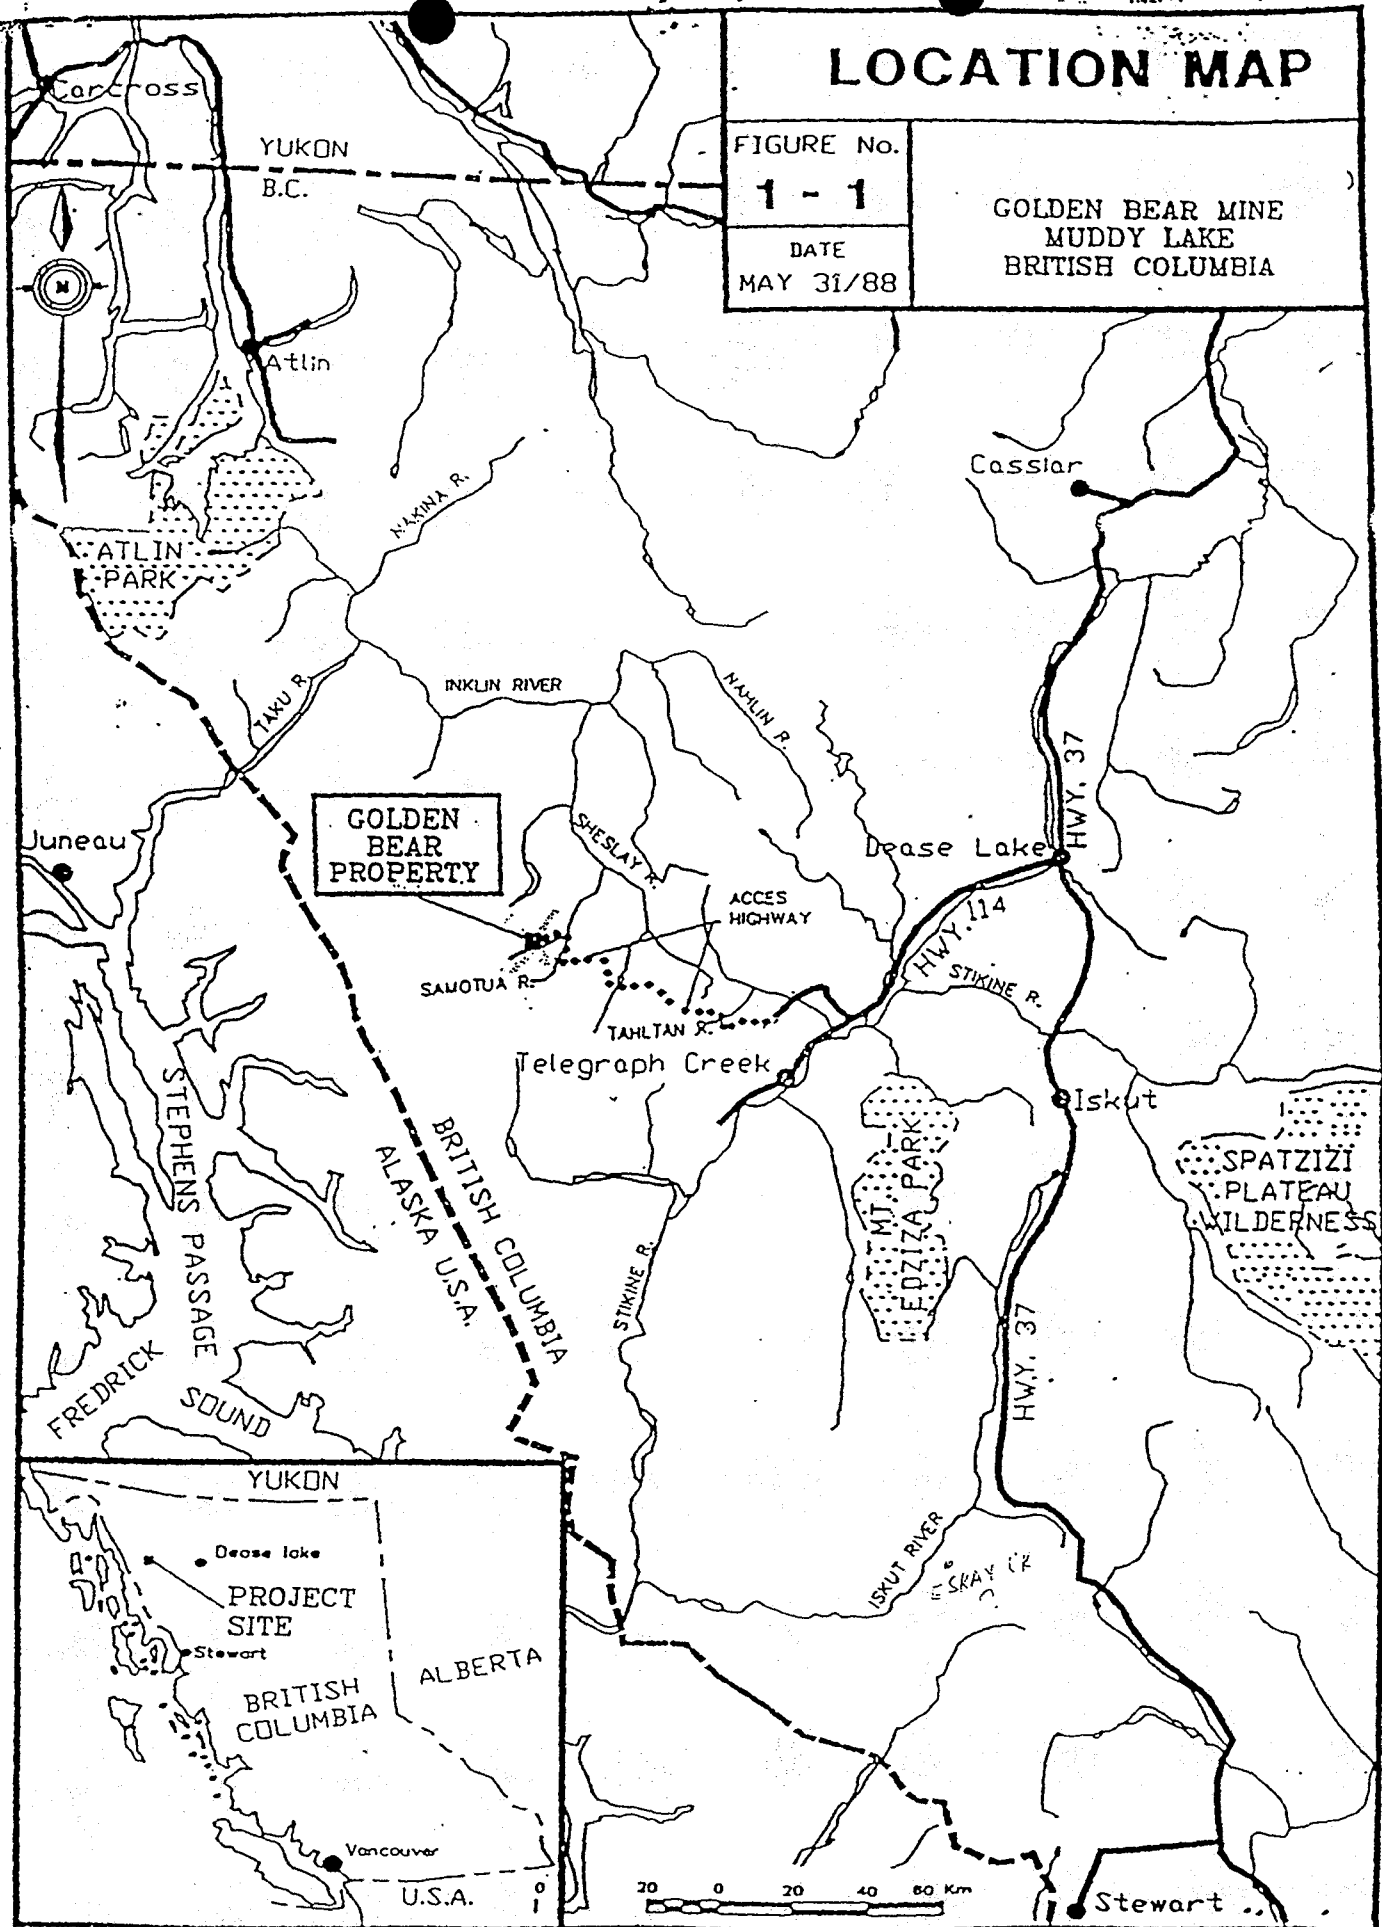 LOCATION MAP
FIGURE No.
1 - 1
DATE
MAY 31/88
GOLDEN BEAR MINE
MUDDY LAKE
BRITISH COLUMBIA
Carcross
YUKON
B.C.
N
Atlin
Cassiar
NAKINA R.
ATLIN
PARK
TAKU R.
INKLIN RIVER
NAHLIN R.
HWY. 37
Juneau
GOLDEN
BEAR
PROPERTY
SHESLAY R.
Dease Lake
ACCES
HIGHWAY
HWY. 114
SAMOTUA R.
STIKINE R.
TAHLTAN R.
Telegraph Creek
Iskut
STEPHENS PASSAGE
BRITISH COLUMBIA
ALASKA U.S.A.
MT
EDZIZA PARK
SPATZIZI
PLATEAU
WILDERNESS
STIKINE R.
HWY. 37
FREDRICK
SOUND
ISKUT RIVER
ESKAY CK
YUKON
Dease lake
PROJECT
SITE
Stewart
ALBERTA
BRITISH
COLUMBIA
Vancouver
U.S.A.
0
20 0 20 40 60 Km
Stewart